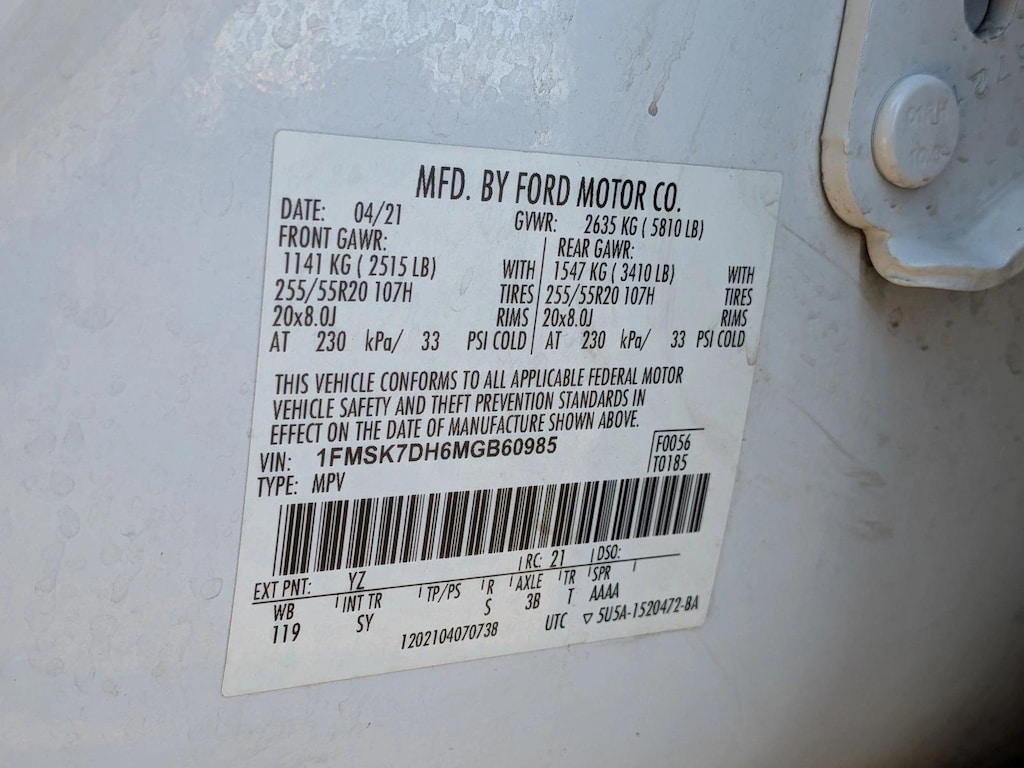 MFD. BY FORD MOTOR CO.
DATE: 04/21 GVWR: 2635 KG ( 5810 LB)
FRONT GAWR: REAR GAWR:
1141 KG ( 2515 LB) WITH 1547 KG ( 3410 LB) WITH
255/55R20 107H TIRES 255/55R20 107H TIRES
20x8.0J RIMS 20x8.0J RIMS
AT 230 kPa/ 33 PSI COLD AT 230 kPa/ 33 PSI COLD
THIS VEHICLE CONFORMS TO ALL APPLICABLE FEDERAL MOTOR
VEHICLE SAFETY AND THEFT PREVENTION STANDARDS IN
EFFECT ON THE DATE OF MANUFACTURE SHOWN ABOVE.
VIN: 1FMSK7DH6MGB60985 F0056
TYPE: MPV T0185
EXT PNT: YZ RC: 21 DSO:
WB INT TR TP/PS R AXLE TR SPR
119 SY S 3B T AAAA
1202104070738 UTC ▽ 5U5A-1520472-BA